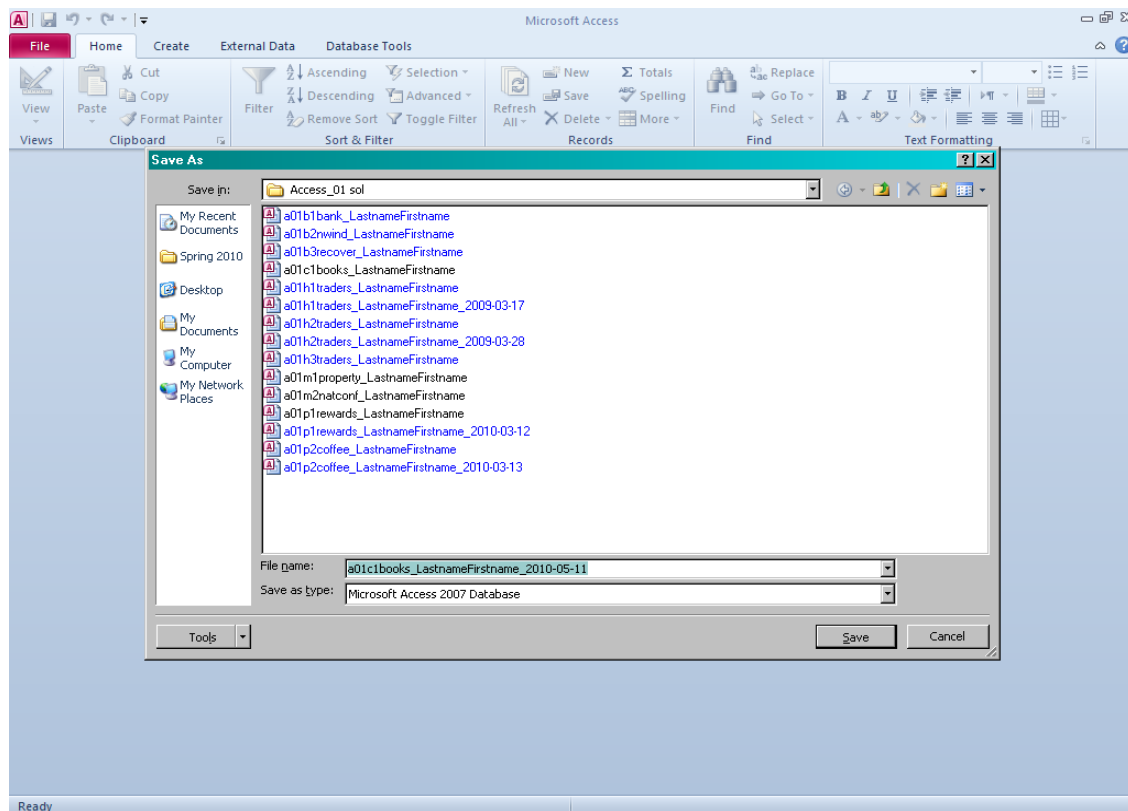 Microsoft Access
File Home Create External Data Database Tools
View
Views
Paste
Cut
Copy
Format Painter
Clipboard
Filter
Ascending
Descending
Remove Sort
Selection
Advanced
Toggle Filter
Sort & Filter
Refresh
All
New
Save
Delete
Totals
Spelling
More
Records
Find
Replace
Go To
Select
Find
B I U
A
Text Formatting
Save As
Save in: Access_01 sol
My Recent
Documents
Spring 2010
Desktop
My
Documents
My
Computer
My Network
Places
a01b1bank_LastnameFirstname
a01b2nwind_LastnameFirstname
a01b3recover_LastnameFirstname
a01c1books_LastnameFirstname
a01h1traders_LastnameFirstname
a01h1traders_LastnameFirstname_2009-03-17
a01h2traders_LastnameFirstname
a01h2traders_LastnameFirstname_2009-03-28
a01h3traders_LastnameFirstname
a01m1property_LastnameFirstname
a01m2natconf_LastnameFirstname
a01p1rewards_LastnameFirstname
a01p1rewards_LastnameFirstname_2010-03-12
a01p2coffee_LastnameFirstname
a01p2coffee_LastnameFirstname_2010-03-13
File name: a01c1books_LastnameFirstname_2010-05-11
Save as type: Microsoft Access 2007 Database
Tools Save Cancel
Ready